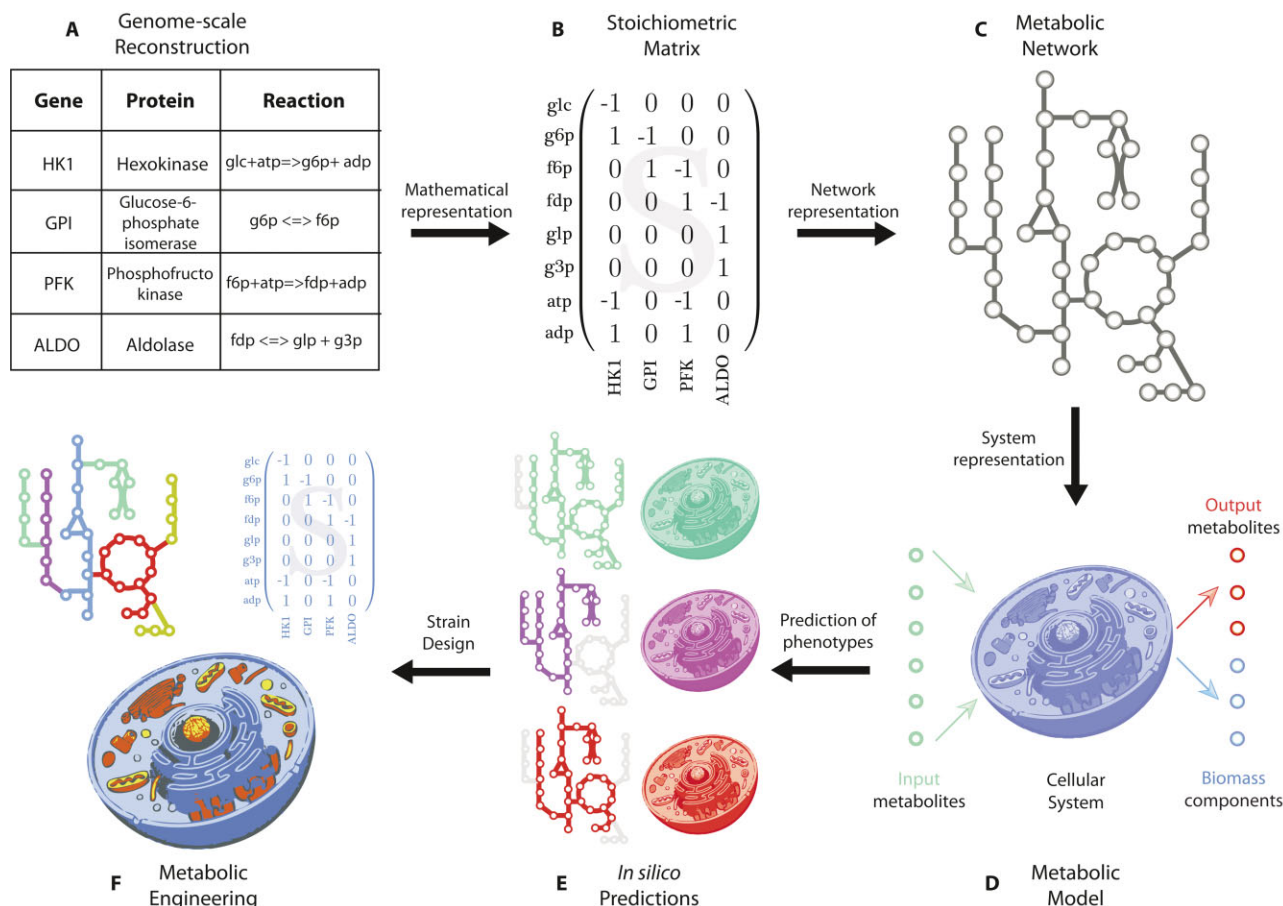 A
Genome-scale
Reconstruction
Gene Protein Reaction
HK1 Hexokinase glc+atp=>g6p+ adp
GPI Glucose-6-
phosphate
isomerase g6p <=> f6p
PFK Phosphofructo
kinase f6p+atp=>fdp+adp
ALDO Aldolase fdp <=> glp + g3p
Mathematical
representation
B
Stoichiometric
Matrix
S
glc -1 0 0 0
g6p 1 -1 0 0
f6p 0 1 -1 0
fdp 0 0 1 -1
glp 0 0 0 1
g3p 0 0 0 1
atp -1 0 -1 0
adp 1 0 1 0
HK1 GPI PFK ALDO
Network
representation
C
Metabolic
Network
System
representation
Output
metabolites
Input
metabolites
Cellular
System
Biomass
components
D
Metabolic
Model
Prediction of
phenotypes
E
In silico
Predictions
Strain
Design
S
glc -1 0 0 0
g6p 1 -1 0 0
f6p 0 1 -1 0
fdp 0 0 1 -1
glp 0 0 0 1
g3p 0 0 0 1
atp -1 0 -1 0
adp 1 0 1 0
HK1 GPI PFK ALDO
F
Metabolic
Engineering